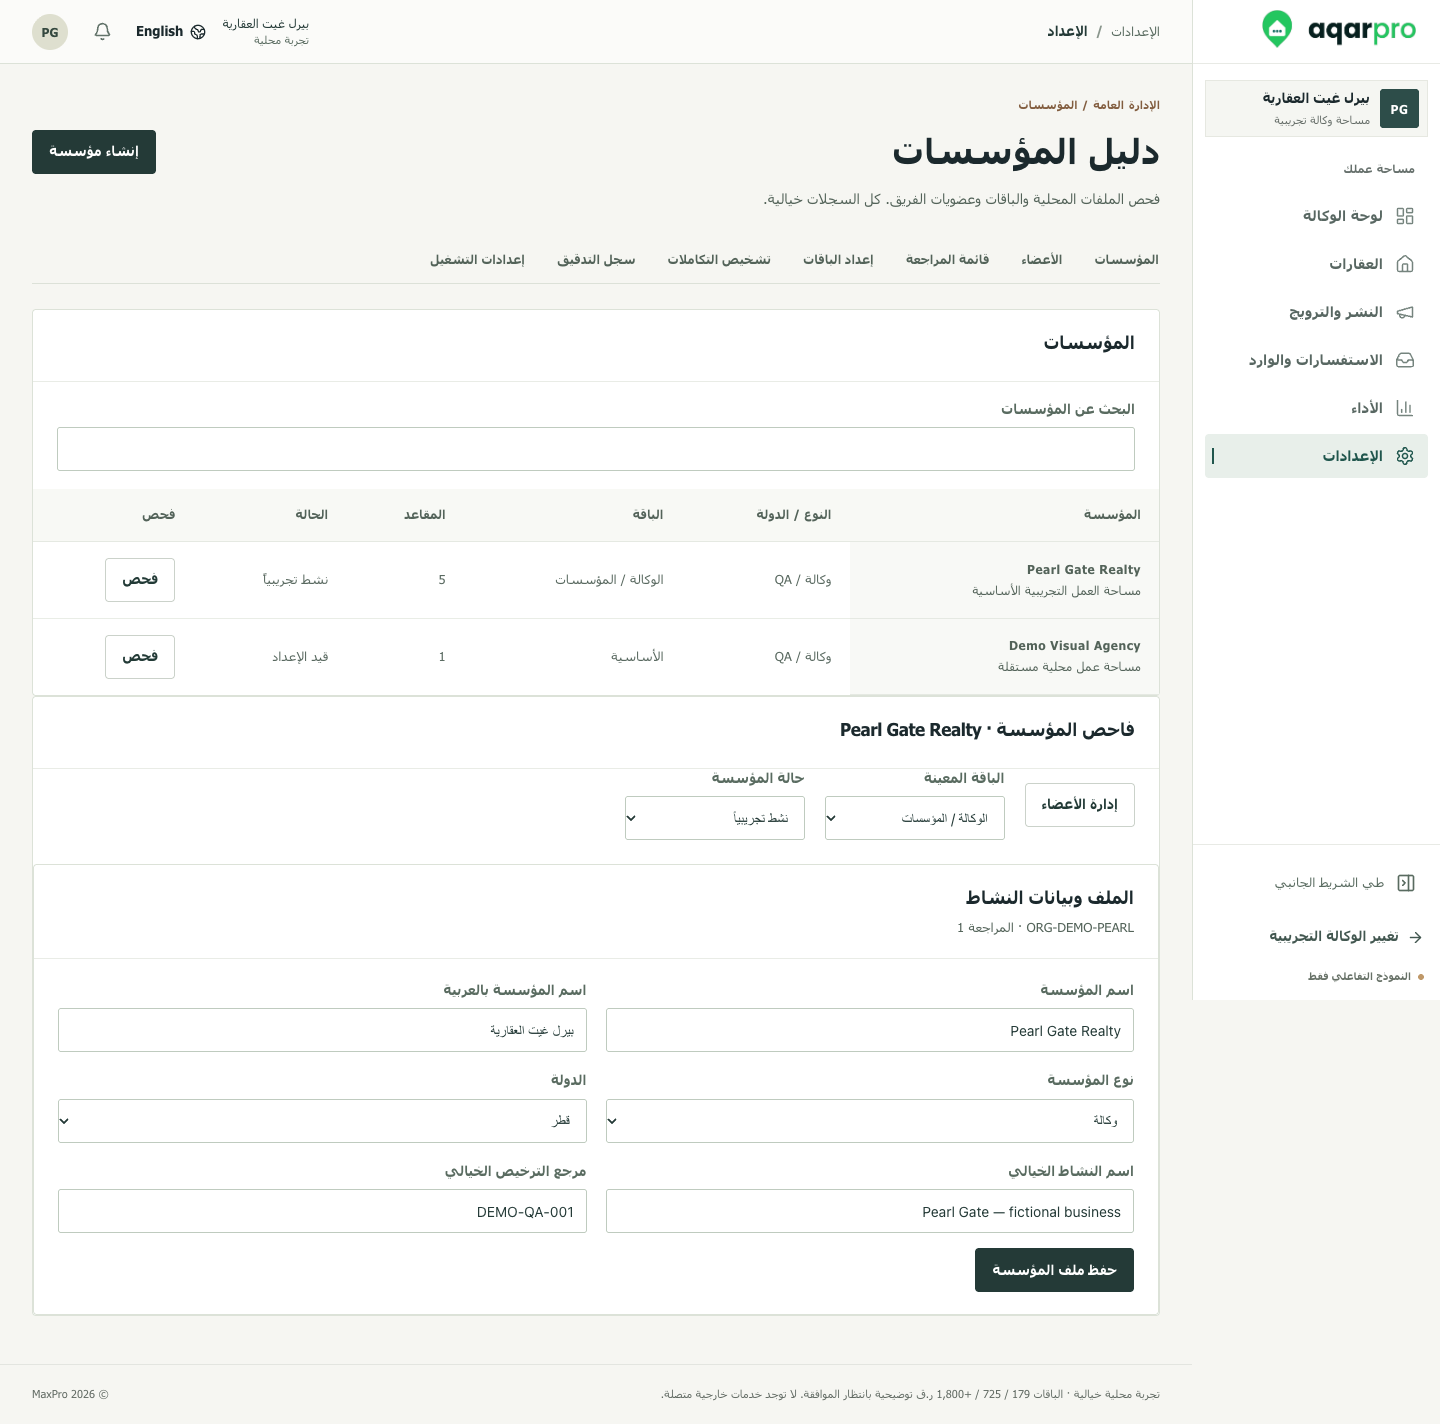 aqarpro
PG
بيرل غيت العقارية
مساحة وكالة تجريبية
مساحة عملك
لوحة الوكالة
العقارات
النشر والترويج
الاستفسارات والوارد
الأداء
الإعدادات
طي الشريط الجانبي
تغيير الوكالة التجريبية
النموذج التفاعلي فقط
الإعدادات / الإعداد
بيرل غيت العقارية
تجربة محلية
English
PG
الإدارة العامة / المؤسسات
دليل المؤسسات
إنشاء مؤسسة
فحص الملفات المحلية والباقات وعضويات الفريق. كل السجلات خيالية.
المؤسسات الأعضاء قائمة المراجعة إعداد الباقات تشخيص التكاملات سجل التدقيق إعدادات التشغيل
المؤسسات
البحث عن المؤسسات
المؤسسة النوع / الدولة الباقة المقاعد الحالة فحص
Pearl Gate Realty
مساحة العمل التجريبية الأساسية
وكالة / QA الوكالة / المؤسسات 5 نشط تجريبياً فحص
Demo Visual Agency
مساحة عمل محلية مستقلة
وكالة / QA الأساسية 1 قيد الإعداد فحص
فاحص المؤسسة · Pearl Gate Realty
إدارة الأعضاء
الباقة المعينة
الوكالة / المؤسسات
حالة المؤسسة
نشط تجريبياً
الملف وبيانات النشاط
ORG-DEMO-PEARL · المراجعة 1
اسم المؤسسة
Pearl Gate Realty
اسم المؤسسة بالعربية
بيرل غيت العقارية
نوع المؤسسة
وكالة
الدولة
قطر
اسم النشاط الخيالي
Pearl Gate — fictional business
مرجع الترخيص الخيالي
DEMO-QA-001
حفظ ملف المؤسسة
تجربة محلية خيالية · الباقات 179 / 725 / 1,800+ ر.ق توضيحية بانتظار الموافقة. لا توجد خدمات خارجية متصلة.
© 2026 MaxPro